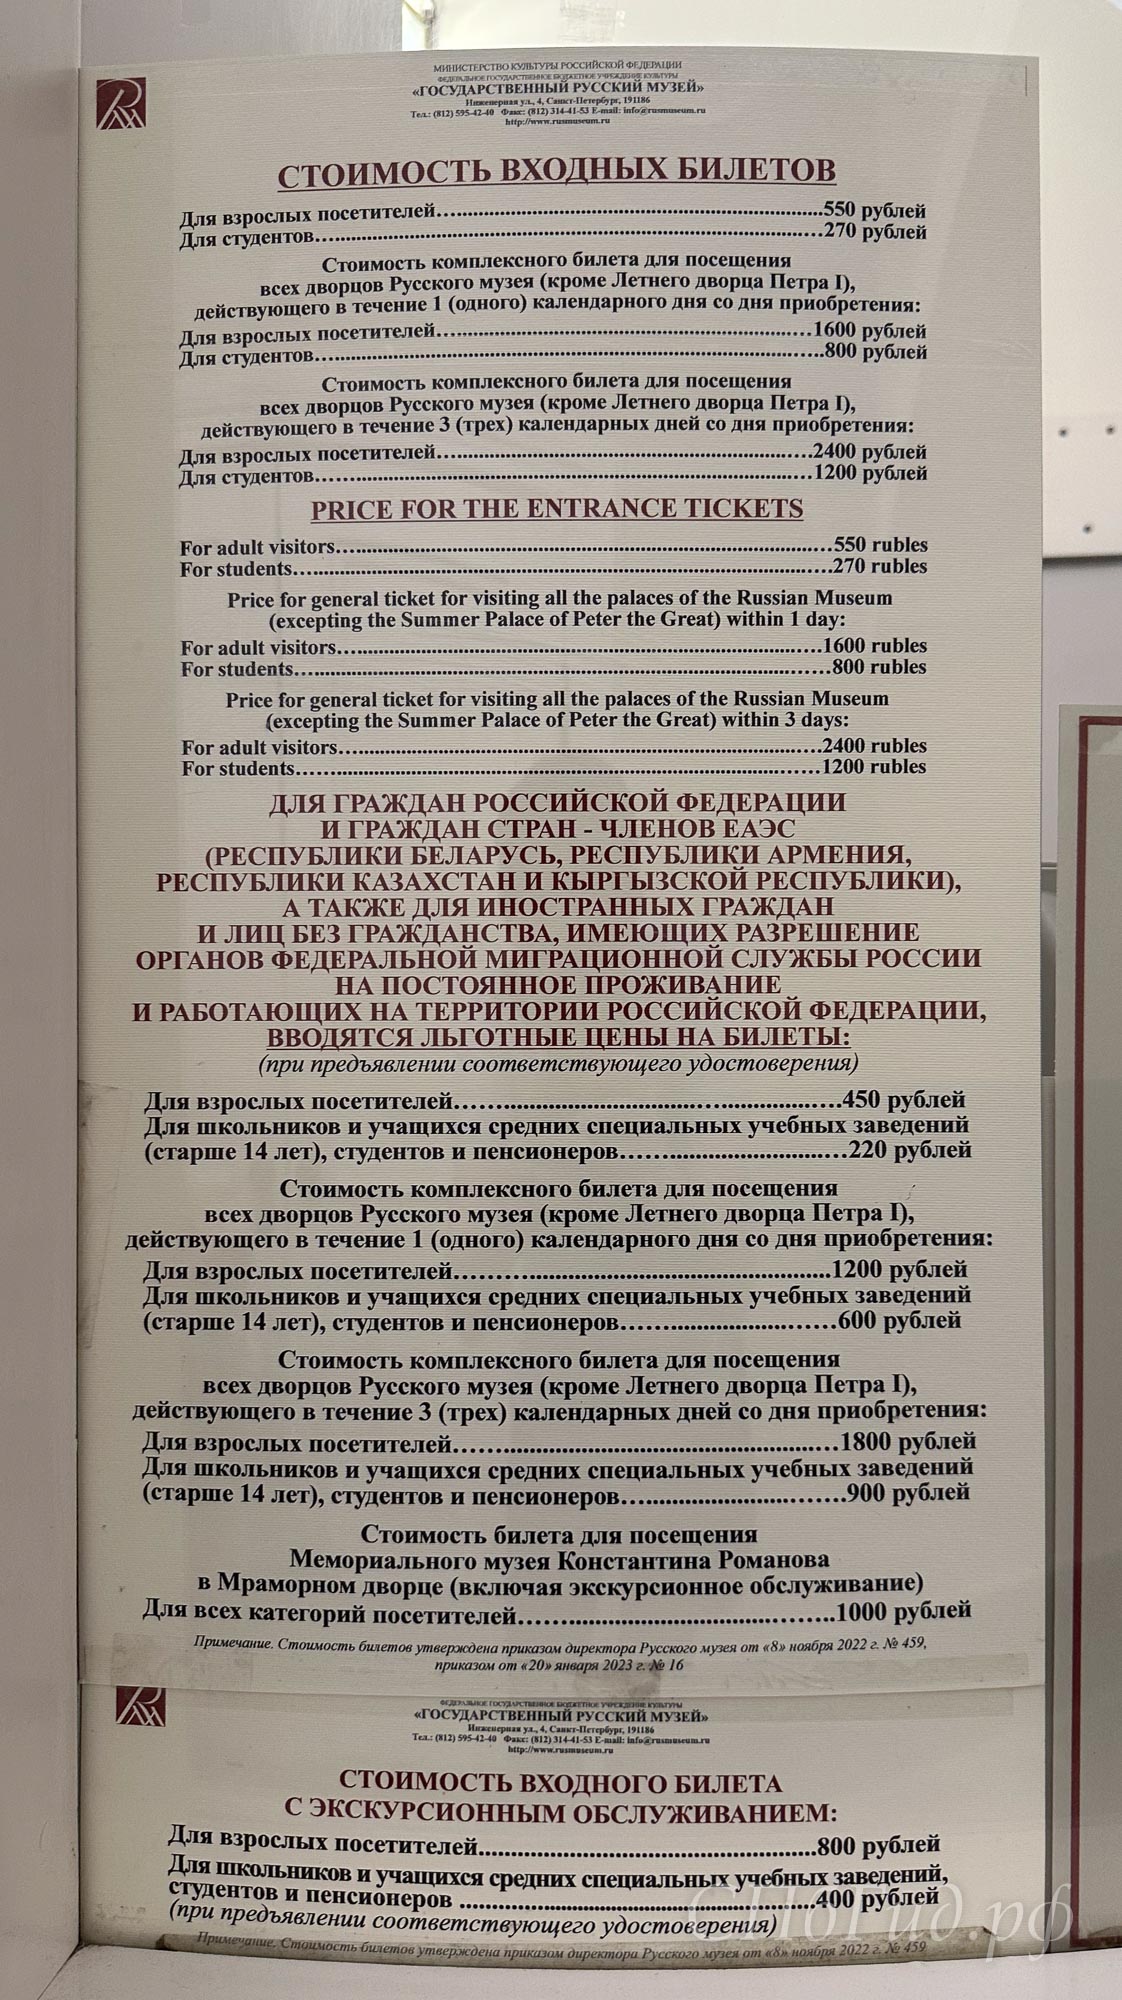 МИНИСТЕРСТВО КУЛЬТУРЫ РОССИЙСКОЙ ФЕДЕРАЦИИ
ФЕДЕРАЛЬНОЕ ГОСУДАРСТВЕННОЕ БЮДЖЕТНОЕ УЧРЕЖДЕНИЕ КУЛЬТУРЫ
«ГОСУДАРСТВЕННЫЙ РУССКИЙ МУЗЕЙ»
Инженерная ул., 4, Санкт-Петербург, 191186
Тел.: (812) 595-42-40 Факс: (812) 314-41-53 E-mail: info@rusmuseum.ru
http://www.rusmuseum.ru
СТОИМОСТЬ ВХОДНЫХ БИЛЕТОВ
Для взрослых посетителей...550 рублей
Для студентов...270 рублей
Стоимость комплексного билета для посещения
всех дворцов Русского музея (кроме Летнего дворца Петра I),
действующего в течение 1 (одного) календарного дня со дня приобретения:
Для взрослых посетителей...1600 рублей
Для студентов...800 рублей
Стоимость комплексного билета для посещения
всех дворцов Русского музея (кроме Летнего дворца Петра I),
действующего в течение 3 (трех) календарных дней со дня приобретения:
Для взрослых посетителей...2400 рублей
Для студентов...1200 рублей
PRICE FOR THE ENTRANCE TICKETS
For adult visitors...550 rubles
For students...270 rubles
Price for general ticket for visiting all the palaces of the Russian Museum
(excepting the Summer Palace of Peter the Great) within 1 day:
For adult visitors...1600 rubles
For students...800 rubles
Price for general ticket for visiting all the palaces of the Russian Museum
(excepting the Summer Palace of Peter the Great) within 3 days:
For adult visitors...2400 rubles
For students...1200 rubles
ДЛЯ ГРАЖДАН РОССИЙСКОЙ ФЕДЕРАЦИИ
И ГРАЖДАН СТРАН - ЧЛЕНОВ ЕАЭС
(РЕСПУБЛИКИ БЕЛАРУСЬ, РЕСПУБЛИКИ АРМЕНИЯ,
РЕСПУБЛИКИ КАЗАХСТАН И КЫРГЫЗСКОЙ РЕСПУБЛИКИ),
А ТАКЖЕ ДЛЯ ИНОСТРАННЫХ ГРАЖДАН
И ЛИЦ БЕЗ ГРАЖДАНСТВА, ИМЕЮЩИХ РАЗРЕШЕНИЕ
ОРГАНОВ ФЕДЕРАЛЬНОЙ МИГРАЦИОННОЙ СЛУЖБЫ РОССИИ
НА ПОСТОЯННОЕ ПРОЖИВАНИЕ
И РАБОТАЮЩИХ НА ТЕРРИТОРИИ РОССИЙСКОЙ ФЕДЕРАЦИИ,
ВВОДЯТСЯ ЛЬГОТНЫЕ ЦЕНЫ НА БИЛЕТЫ:
(при предъявлении соответствующего удостоверения)
Для взрослых посетителей...450 рублей
Для школьников и учащихся средних специальных учебных заведений
(старше 14 лет), студентов и пенсионеров...220 рублей
Стоимость комплексного билета для посещения
всех дворцов Русского музея (кроме Летнего дворца Петра I),
действующего в течение 1 (одного) календарного дня со дня приобретения:
Для взрослых посетителей...1200 рублей
Для школьников и учащихся средних специальных учебных заведений
(старше 14 лет), студентов и пенсионеров...600 рублей
Стоимость комплексного билета для посещения
всех дворцов Русского музея (кроме Летнего дворца Петра I),
действующего в течение 3 (трех) календарных дней со дня приобретения:
Для взрослых посетителей...1800 рублей
Для школьников и учащихся средних специальных учебных заведений
(старше 14 лет), студентов и пенсионеров...900 рублей
Стоимость билета для посещения
Мемориального музея Константина Романова
в Мраморном дворце (включая экскурсионное обслуживание)
Для всех категорий посетителей...1000 рублей
Примечание. Стоимость билетов утверждена приказом директора Русского музея от «8» ноября 2022 г. № 459,
приказом от «20» января 2023 г. № 16
ФЕДЕРАЛЬНОЕ ГОСУДАРСТВЕННОЕ БЮДЖЕТНОЕ УЧРЕЖДЕНИЕ КУЛЬТУРЫ
«ГОСУДАРСТВЕННЫЙ РУССКИЙ МУЗЕЙ»
Инженерная ул., 4, Санкт-Петербург, 191186
Тел.: (812) 595-42-40 Факс: (812) 314-41-53 E-mail: info@rusmuseum.ru
http://www.rusmuseum.ru
СТОИМОСТЬ ВХОДНОГО БИЛЕТА
С ЭКСКУРСИОННЫМ ОБСЛУЖИВАНИЕМ:
Для взрослых посетителей...800 рублей
Для школьников и учащихся средних специальных учебных заведений,
студентов и пенсионеров ...400 рублей
(при предъявлении соответствующего удостоверения)
Примечание. Стоимость билетов утверждена приказом директора Русского музея от «8» ноября 2022 г. № 459
СПбГид.рф